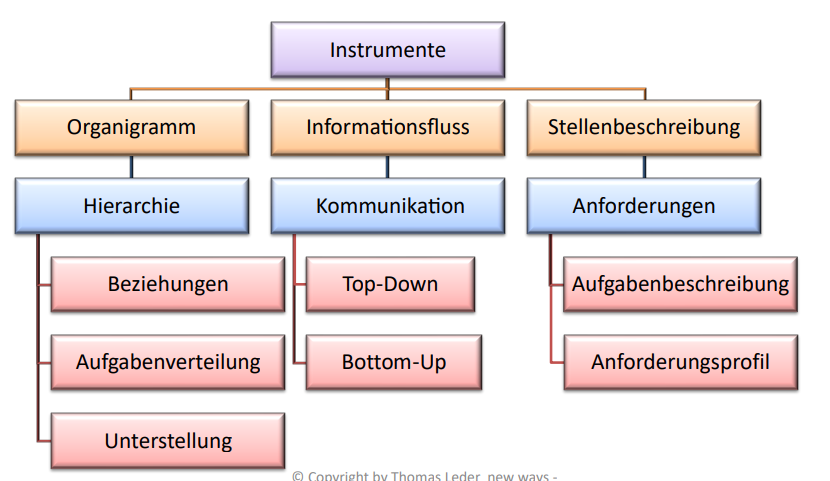 Instrumente
Organigramm
Informationsfluss
Stellenbeschreibung
Hierarchie
Kommunikation
Anforderungen
Beziehungen
Top-Down
Aufgabenbeschreibung
Aufgabenverteilung
Bottom-Up
Anforderungsprofil
Unterstellung
© Copyright by Thomas Leder new ways -